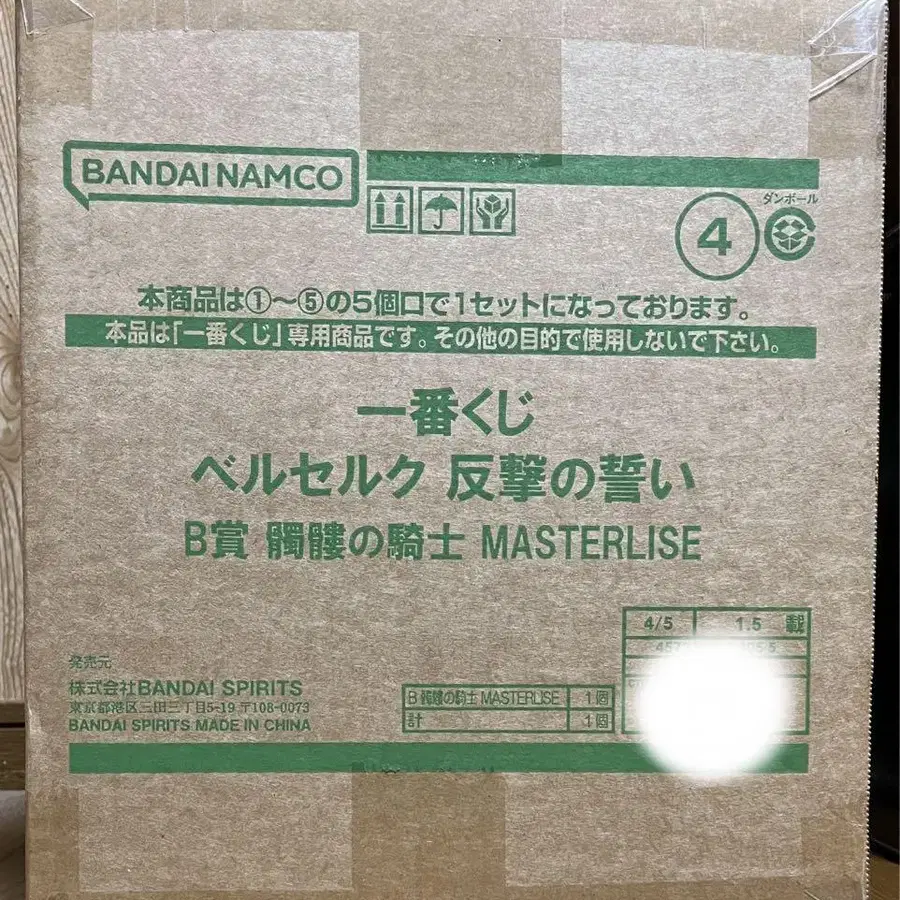 BANDAI NAMCO
ダンボール
4
本商品は①〜⑤の5個口で1セットになっております。
本品は「一番くじ」専用商品です。その他の目的で使用しないで下さい。
一番くじ
ベルセルク 反撃の誓い
B賞 髑髏の騎士 MASTERLISE
4/5 1.5 才
発売元
株式会社BANDAI SPIRITS
東京都港区三田三丁目5-19 〒108-0073
BANDAI SPIRITS MADE IN CHINA
B 髑髏の騎士 MASTERLISE 1個
計 1個